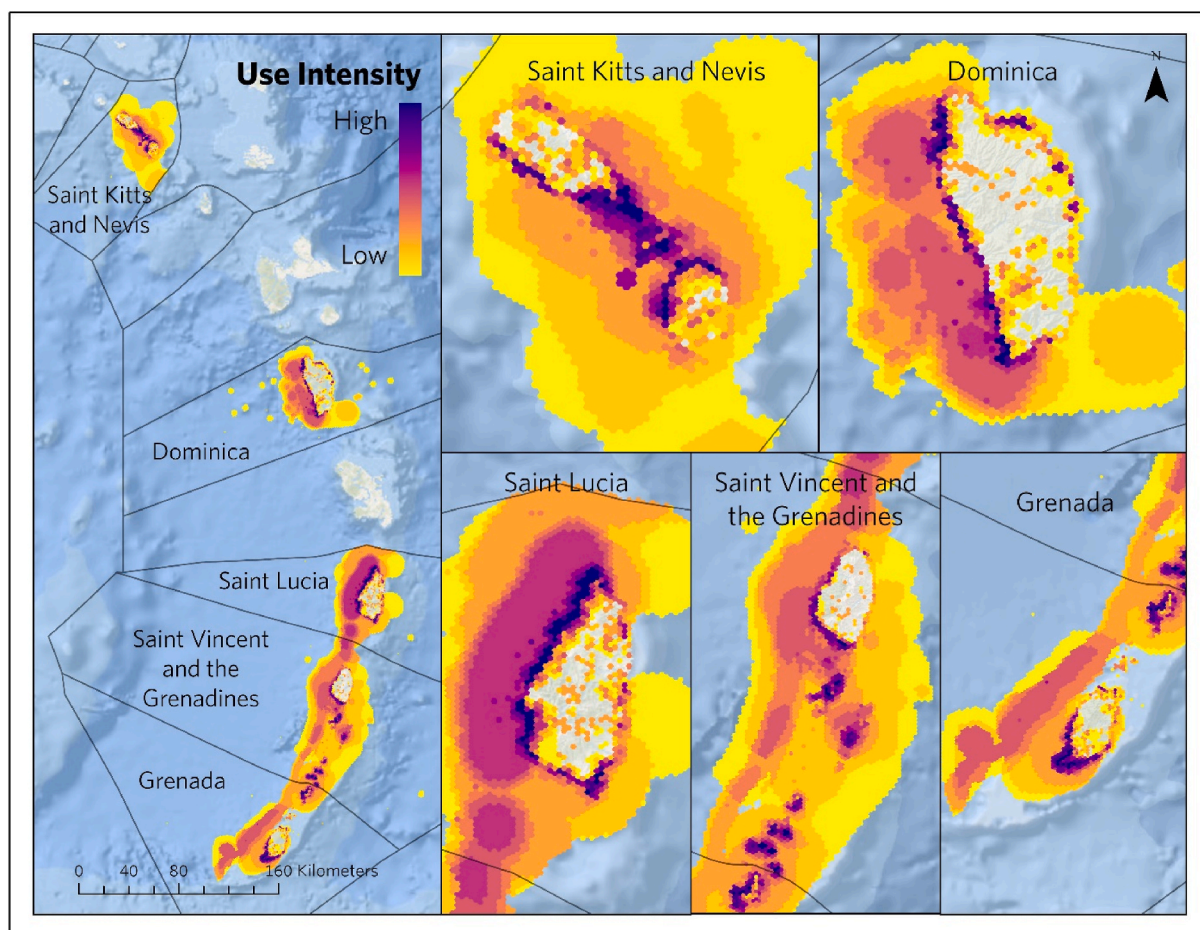 Use Intensity
High
Low
Saint Kitts
and Nevis
Dominica
Saint Lucia
Saint Vincent
and the
Grenadines
Grenada
0 40 80 160 Kilometers
Saint Kitts and Nevis
Dominica
N
Saint Lucia
Saint Vincent and
the Grenadines
Grenada